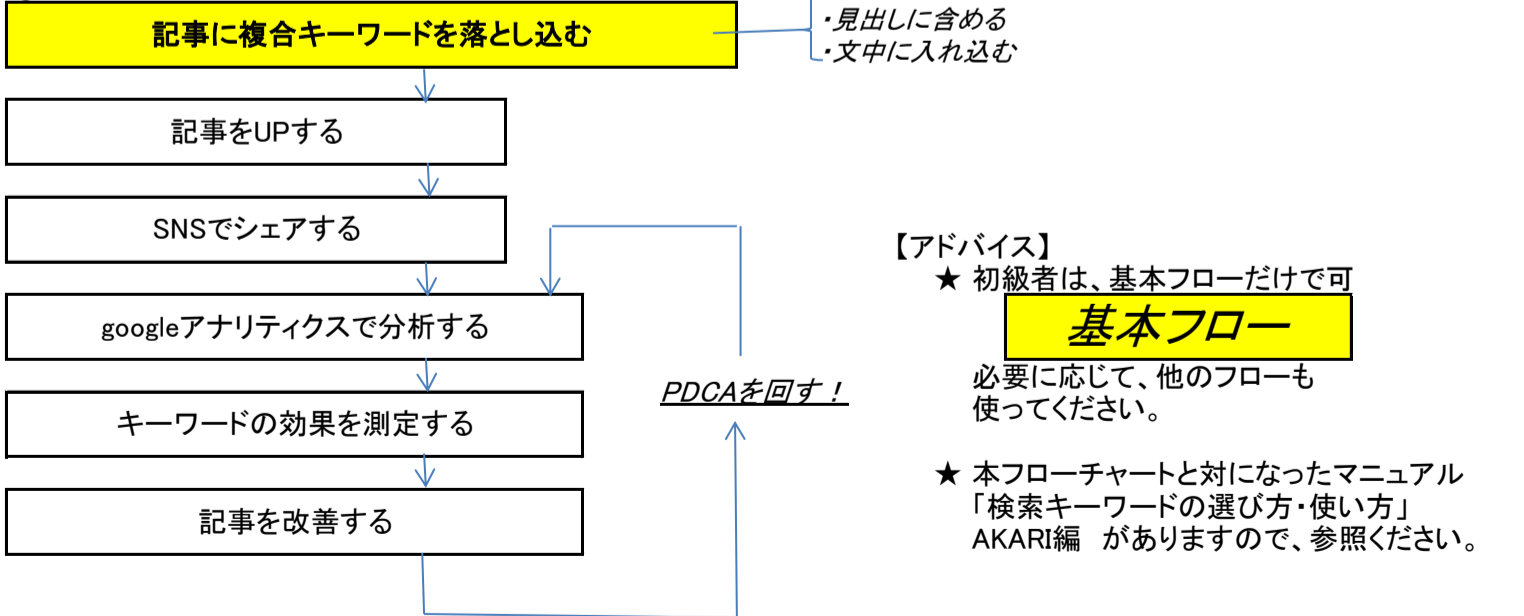 記事に複合キーワードを落とし込む
・見出しに含める
・文中に入れ込む
記事をUPする
SNSでシェアする
googleアナリティクスで分析する
キーワードの効果を測定する
記事を改善する
PDCAを回す！
【アドバイス】
★ 初級者は、基本フローだけで可
基本フロー
必要に応じて、他のフローも
使ってください。
★ 本フローチャートと対になったマニュアル
「検索キーワードの選び方・使い方」
AKARI編　がありますので、参照ください。